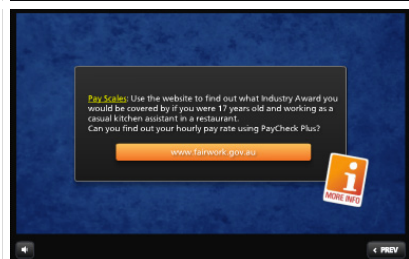 Pay Scales: Use the website to find out what Industry Award you
would be covered by if you were 17 years old and working as a
casual kitchen assistant in a restaurant.
Can you find out your hourly pay rate using PayCheck Plus?
www.fairwork.gov.au
i
MORE INFO
< PREV